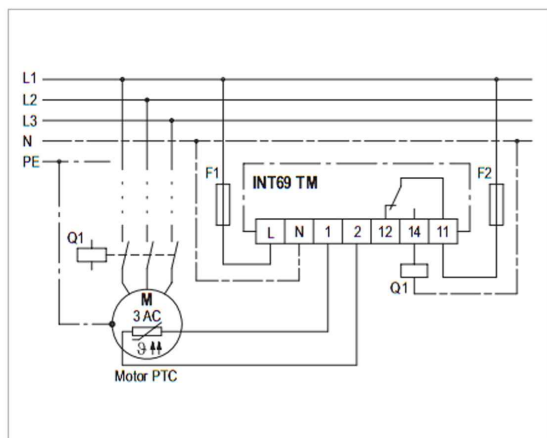 L1
L2
L3
N
PE
F1
INT69 TM
F2
L N 1 2 12 14 11
Q1
Q1
M
3 AC
ϑ
Motor PTC